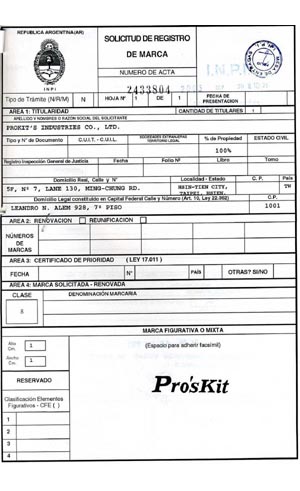 REPUBLICA ARGENTINA(AR)
INPI
SOLICITUD DE REGISTRO
DE MARCA
NUMERO DE ACTA
2433804
Tipo de Trámite (N/R/M) N HOJA Nº 1 DE 1 FECHA DE PRESENTACION
AREA 1: TITULARIDAD CANTIDAD DE TITULARES 1
APELLIDO Y NOMBRES O RAZON SOCIAL DEL SOLICITANTE
PROKIT'S INDUSTRIES CO., LTD.
Tipo y Nº de Documento C.U.I.T. - C.U.I.L. SOCIEDADES EXTRANJERAS TERRITORIO LEGAL % de Propiedad ESTADO CIVIL
100%
Registro Inspección General de Justicia Fecha Folio Nº Libro Tomo
Domicilio Real, Calle y Nº Localidad - Estado C. P. País
5F, Nº 7, LANE 130, MING-CHUNG RD. HSIN-TIEN CITY, TAIPEI, HSIEN. TW
Domicilio Legal constituido en Capital Federal Calle y Número (Art. 10, Ley 22.362) C.P.
LEANDRO N. ALEM 928, 7º PISO 1001
AREA 2: RENOVACION REUNIFICACION
NÚMEROS
DE
MARCAS
AREA 3: CERTIFICADO DE PRIORIDAD (LEY 17.011)
FECHA Nº País OTRAS? SI/NO
AREA 4: MARCA SOLICITADA - RENOVADA
CLASE DENOMINACIÓN MARCARIA
8
MARCA FIGURATIVA O MIXTA
Alto Cm. 1
(Espacio para adherir facsimil)
Ancho Cm. 1
RESERVADO
Pro'sKit
Clasificación Elementos
Figurativos - CFE ( )
1
2
3
4